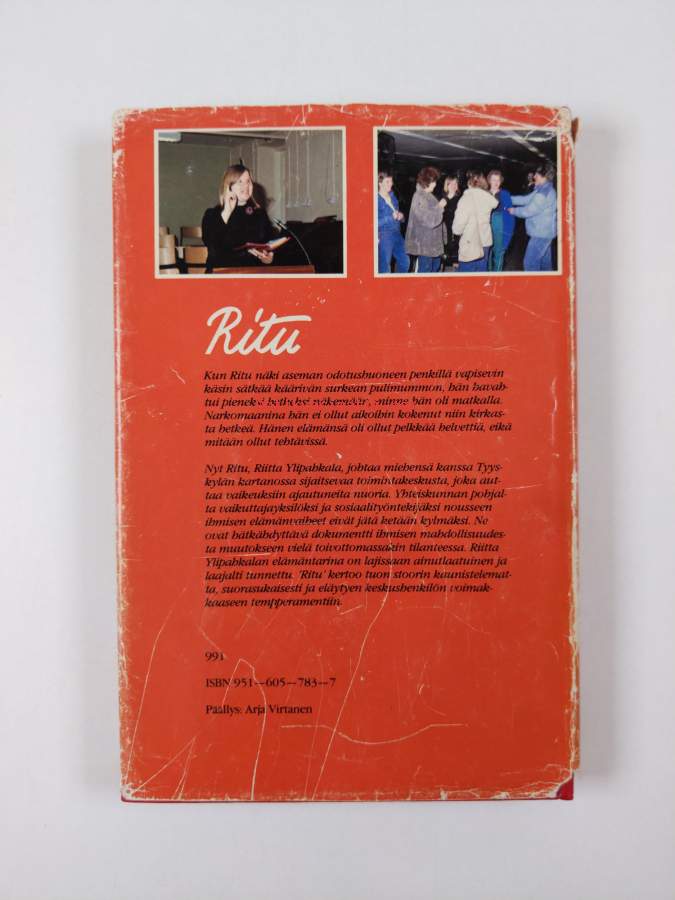 Ritu
Kun Ritu näki aseman odotushuoneen penkillä vapisevin
käsin sätkää käärivän surkean pulimummon, hän havah-
tui pieneksi hetkeksi näkemään, minne hän oli matkalla.
Narkomaanina hän ei ollut aikoihin kokenut niin kirkas-
ta hetkeä. Hänen elämänsä oli ollut pelkkää helvettiä, eikä
mitään ollut tehtävissä.
Nyt Ritu, Riitta Ylipahkala, johtaa miehensä kanssa Tyys-
kylän kartanossa sijaitsevaa toimintakeskusta, joka aut-
taa vaikeuksiin ajautuneita nuoria. Yhteiskunnan pohjal-
ta vaikuttajayksilöksi ja sosiaalityöntekijäksi nousseen
ihmisen elämänvaiheet eivät jätä ketään kylmäksi. Ne
ovat hätkähdyttävä dokumentti ihmisen mahdollisuudes-
ta muutokseen vielä toivottomassakin tilanteessa. Riitta
Ylipahkalan elämäntarina on lajissaan ainutlaatuinen ja
laajalti tunnettu. 'Ritu' kertoo tuon stoorin kaunistelemat-
ta, suorasukaisesti ja eläytyen keskushenkilön voimak-
kaaseen tempperamentiin.
991
ISBN 951—605—783—7
Päällys: Arja Virtanen